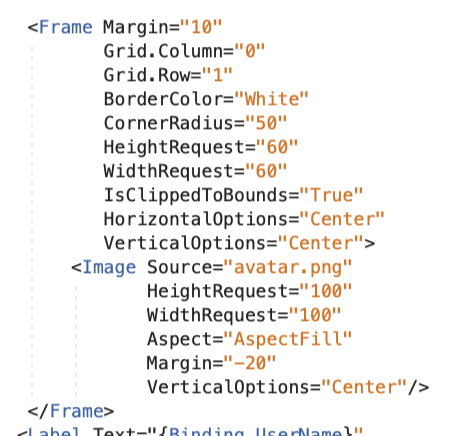 <Frame Margin="10"
Grid.Column="0"
Grid.Row="1"
BorderColor="White"
CornerRadius="50"
HeightRequest="60"
WidthRequest="60"
IsClippedToBounds="True"
HorizontalOptions="Center"
VerticalOptions="Center">
<Image Source="avatar.png"
HeightRequest="100"
WidthRequest="100"
Aspect="AspectFill"
Margin="-20"
VerticalOptions="Center"/>
</Frame>
<Label Text="{Binding UserName}"